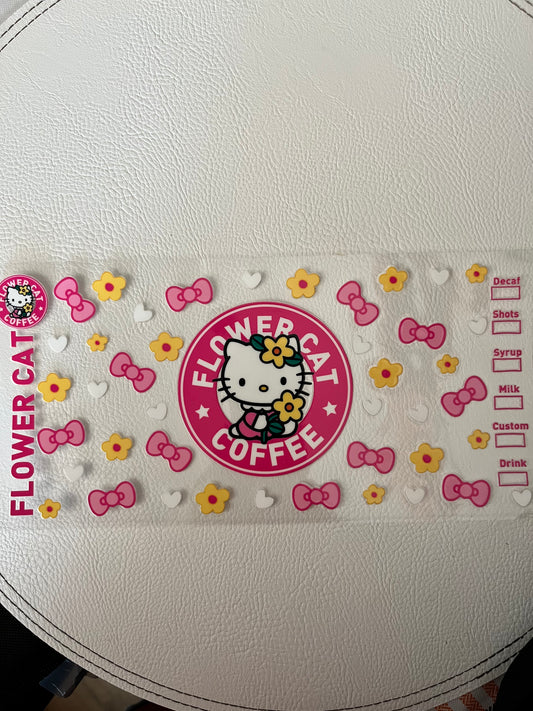 FLOWER CAT
COFFEE
FLOWER CAT
FLOWER CAT
COFFEE
Decaf
Shots
Syrup
Milk
Custom
Drink